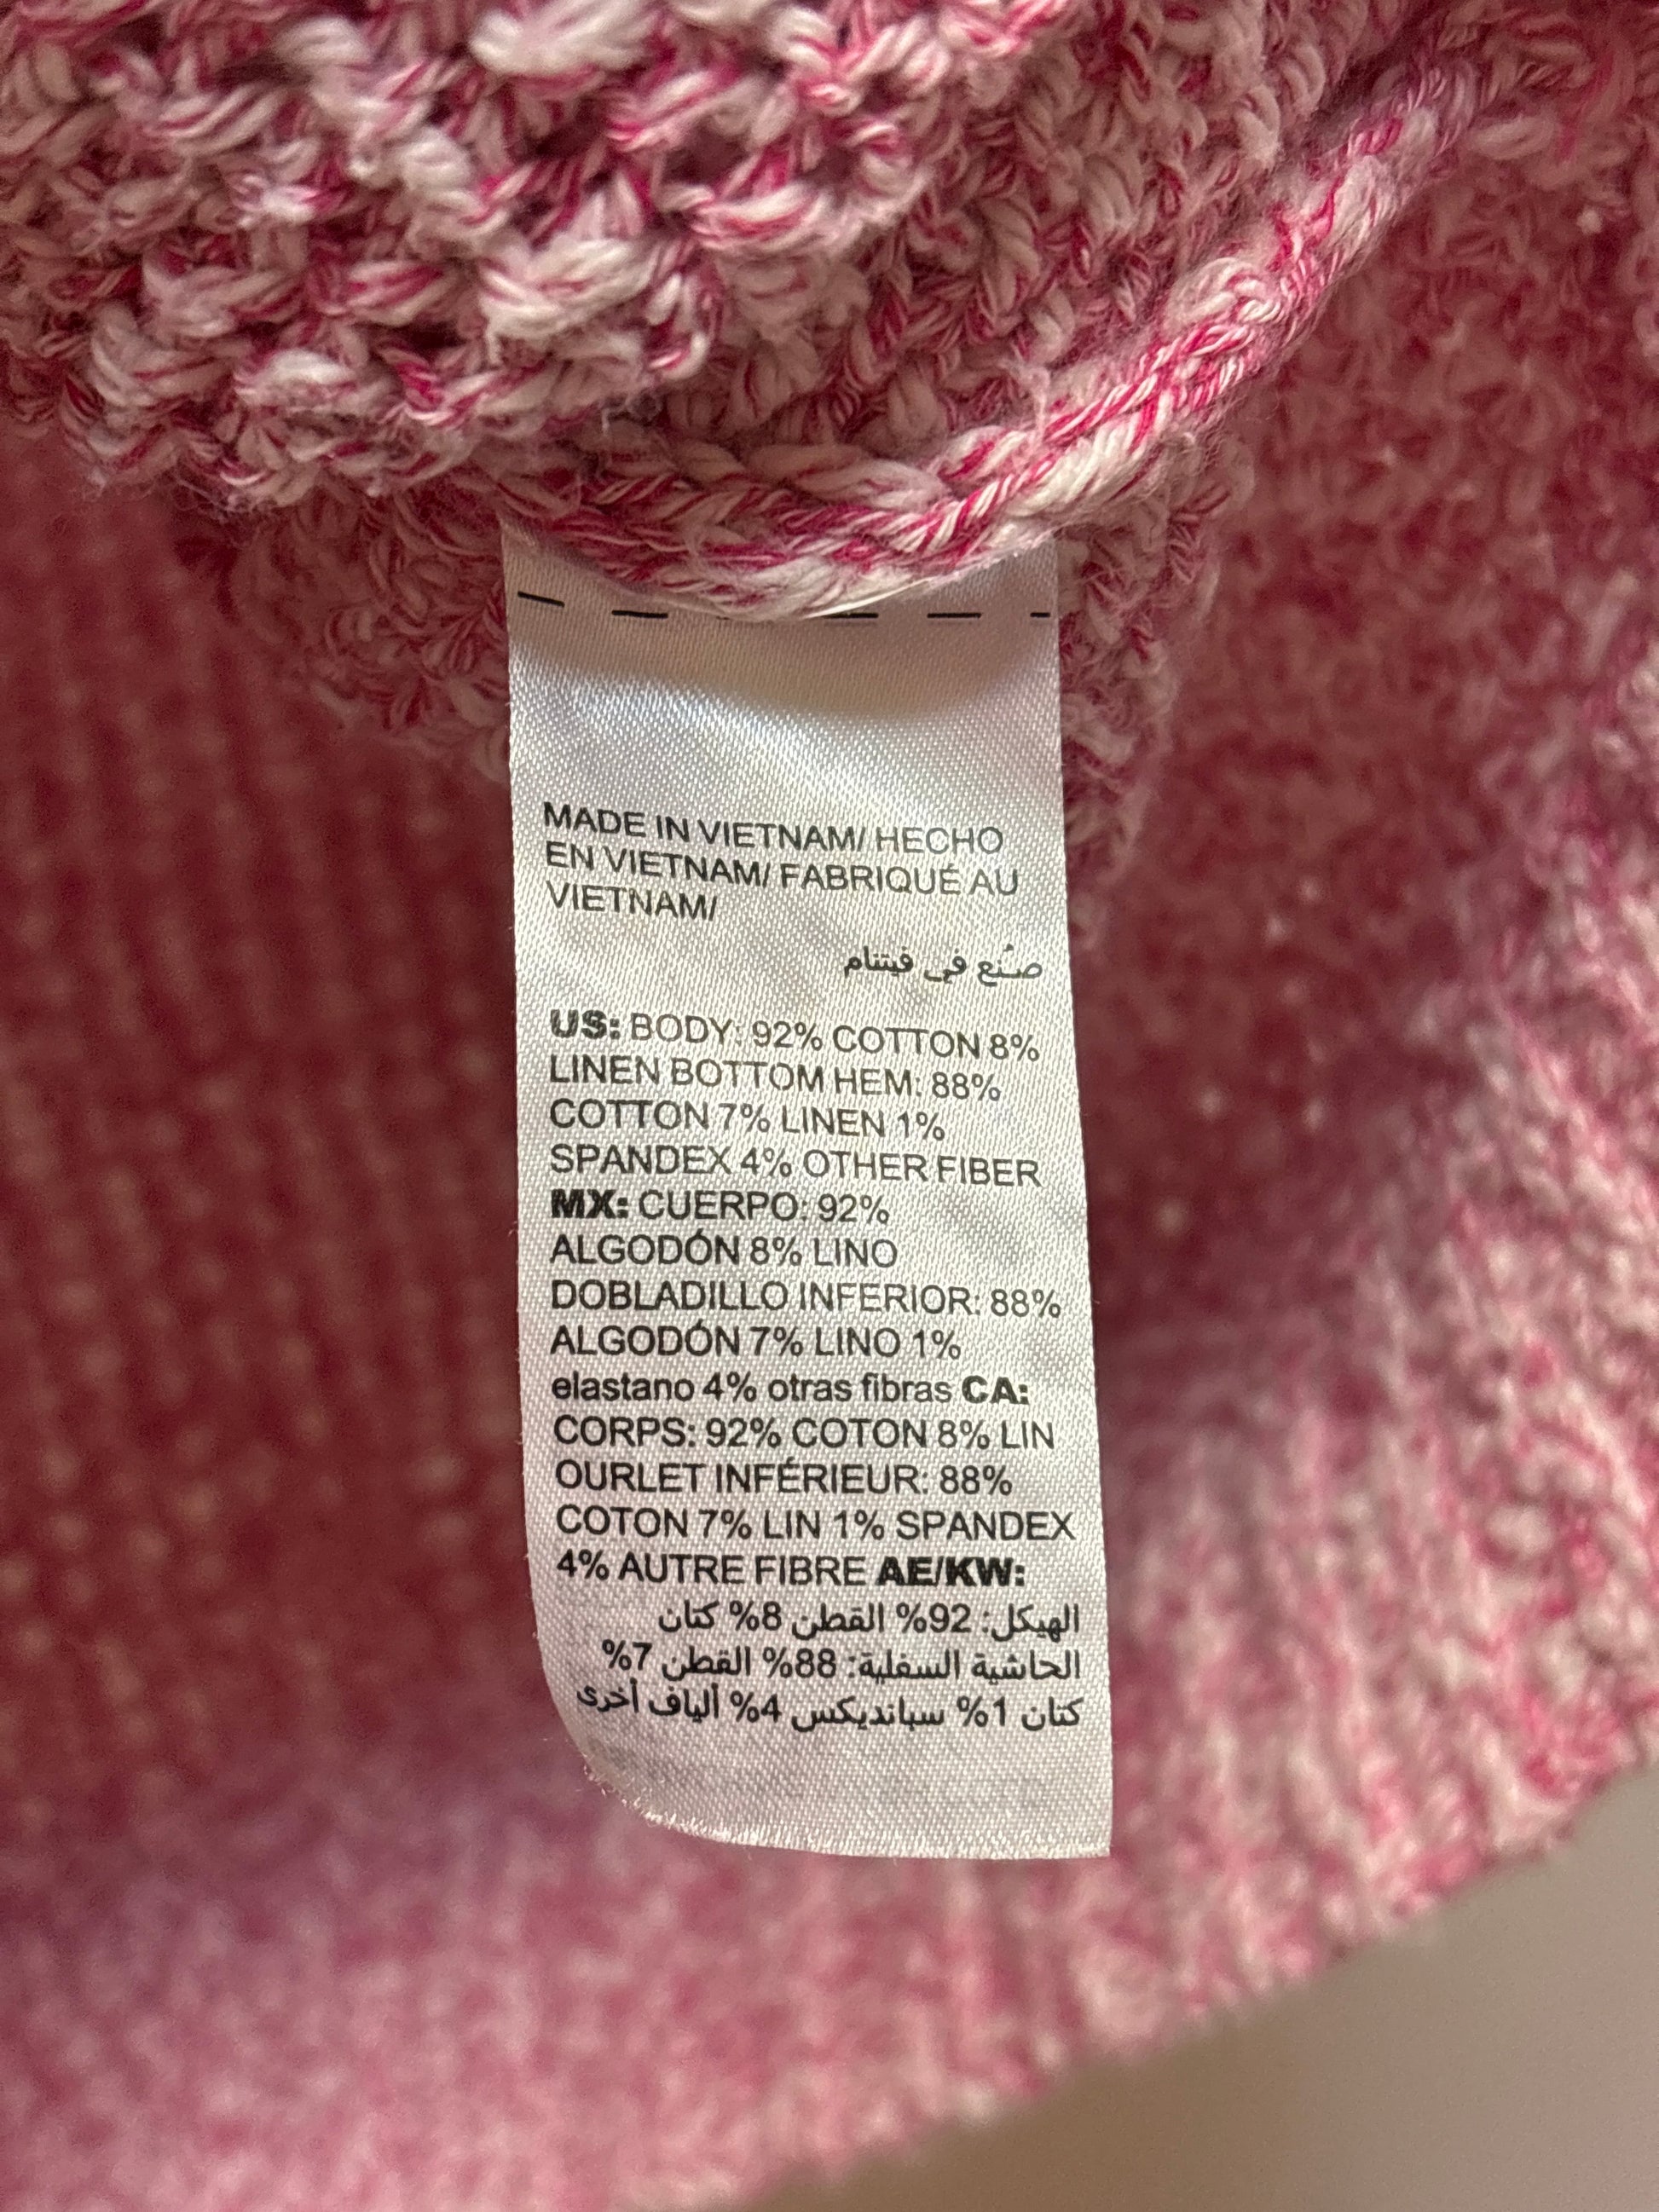 MADE IN VIETNAM/ HECHO
EN VIETNAM/ FABRIQUÉ AU
VIETNAM/
صُنع في فيتنام
US: BODY: 92% COTTON 8%
LINEN BOTTOM HEM: 88%
COTTON 7% LINEN 1%
SPANDEX 4% OTHER FIBER
MX: CUERPO: 92%
ALGODÓN 8% LINO
DOBLADILLO INFERIOR: 88%
ALGODÓN 7% LINO 1%
elastano 4% otras fibras CA:
CORPS: 92% COTON 8% LIN
OURLET INFÉRIEUR: 88%
COTON 7% LIN 1% SPANDEX
4% AUTRE FIBRE AE/KW:
الهيكل: 92% القطن 8% كتان
الحاشية السفلية: 88% القطن 7%
كتان 1% سبانديكس 4% ألياف أخرى